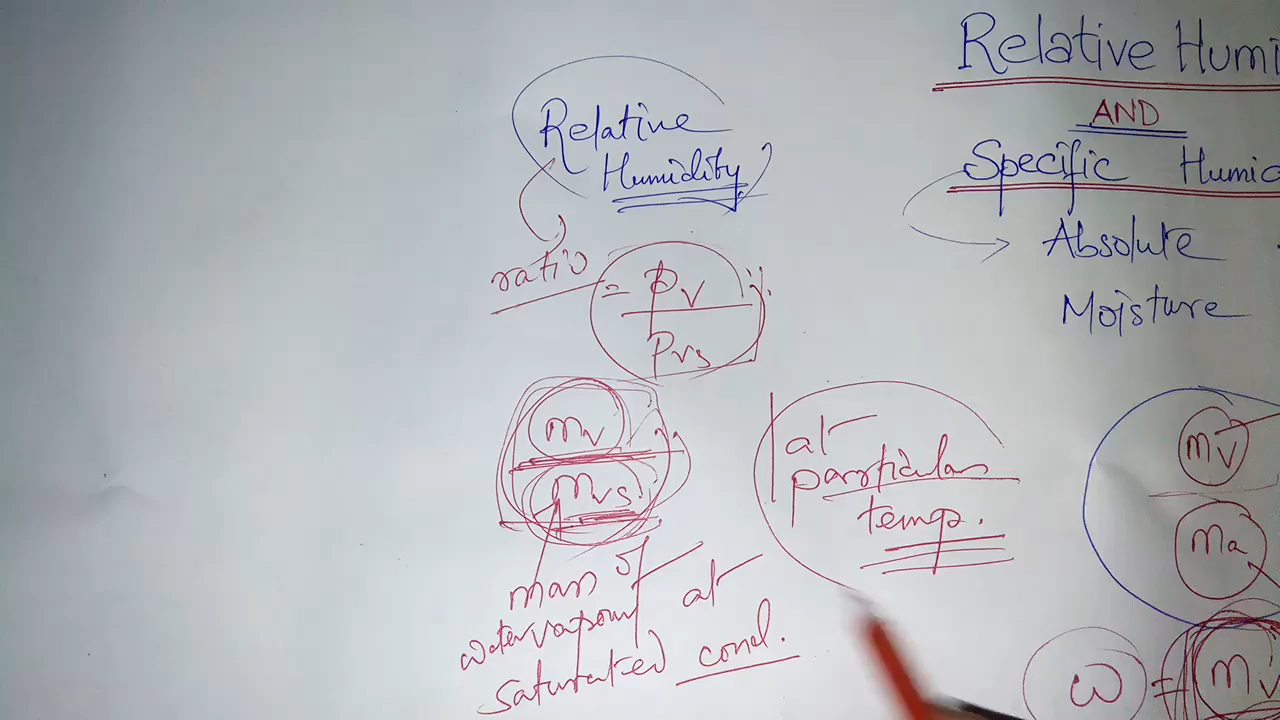 Relative Humi
AND
Specific Humid
Absolute
Moisture
Relative
Humidity
ratio = Pv %
Pvs
mv %
mvs
mass of
water vapour at
saturated cond.
at
particular
temp.
mv
ma
ω = mv